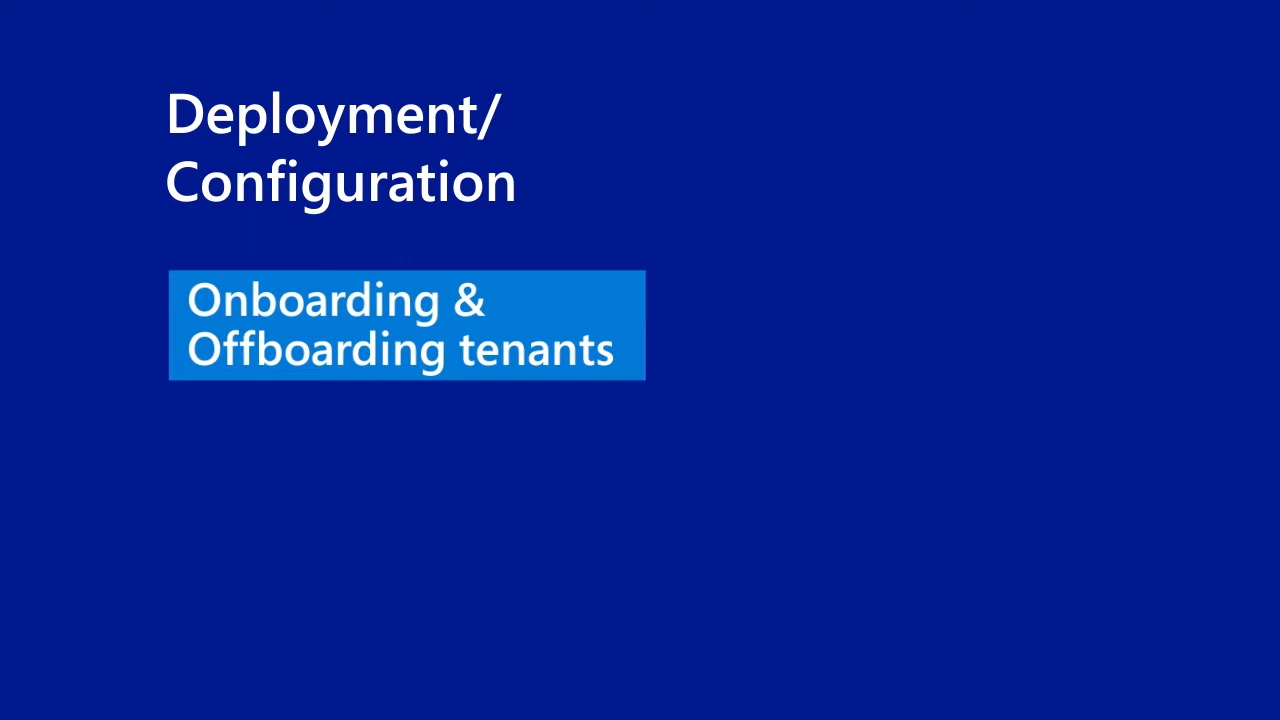 Deployment/
Configuration
Onboarding &
Offboarding tenants